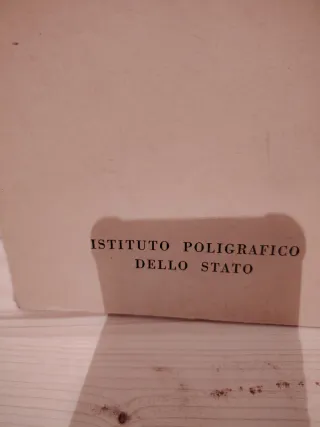 ISTITUTO POLIGRAFICO
DELLO STATO